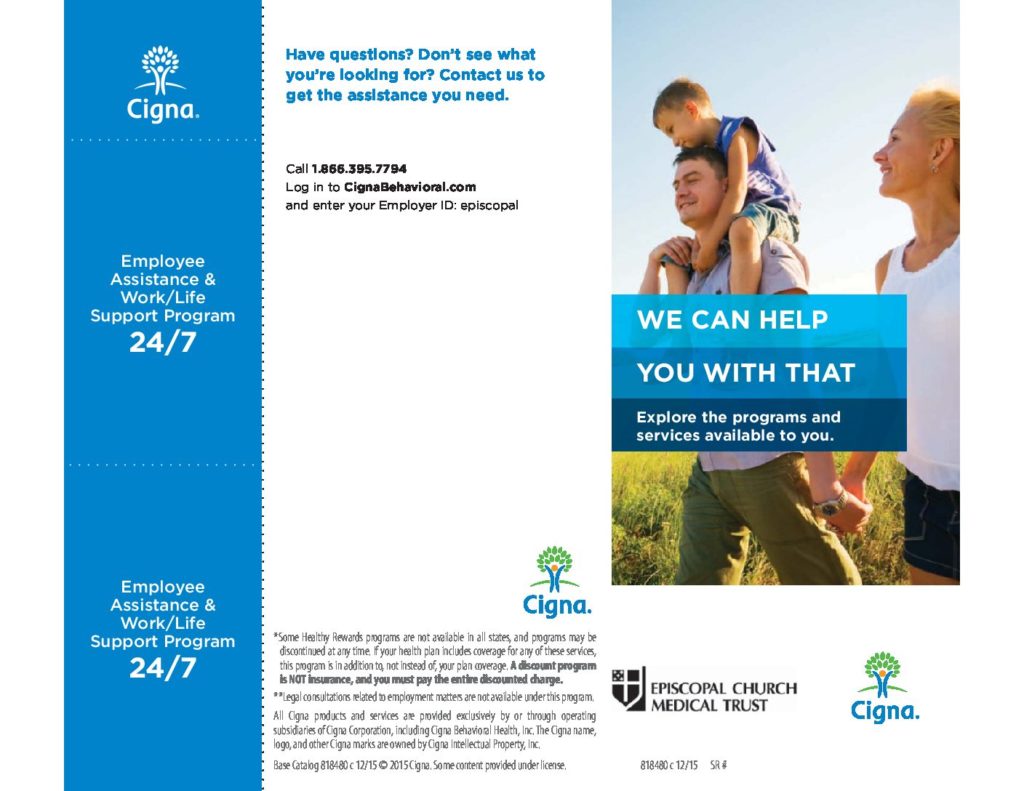 Cigna.
Employee
Assistance &
Work/Life
Support Program
24/7
Employee
Assistance &
Work/Life
Support Program
24/7
Have questions? Don't see what
you're looking for? Contact us to
get the assistance you need.
Call 1.866.395.7794
Log in to CignaBehavioral.com
and enter your Employer ID: episcopal
Cigna.
*Some Healthy Rewards programs are not available in all states, and programs may be
discontinued at any time. If your health plan includes coverage for any of these services,
this program is in addition to, not instead of, your plan coverage. A discount program
is NOT insurance, and you must pay the entire discounted charge.
**Legal consultations related to employment matters are not available under this program.
All Cigna products and services are provided exclusively by or through operating
subsidiaries of Cigna Corporation, including Cigna Behavioral Health, Inc. The Cigna name,
logo, and other Cigna marks are owned by Cigna Intellectual Property, Inc.
Base Catalog 818480 c 12/15 © 2015 Cigna. Some content provided under license.
WE CAN HELP
YOU WITH THAT
Explore the programs and
services available to you.
EPISCOPAL CHURCH
MEDICAL TRUST
Cigna.
818480 c 12/15 SR #